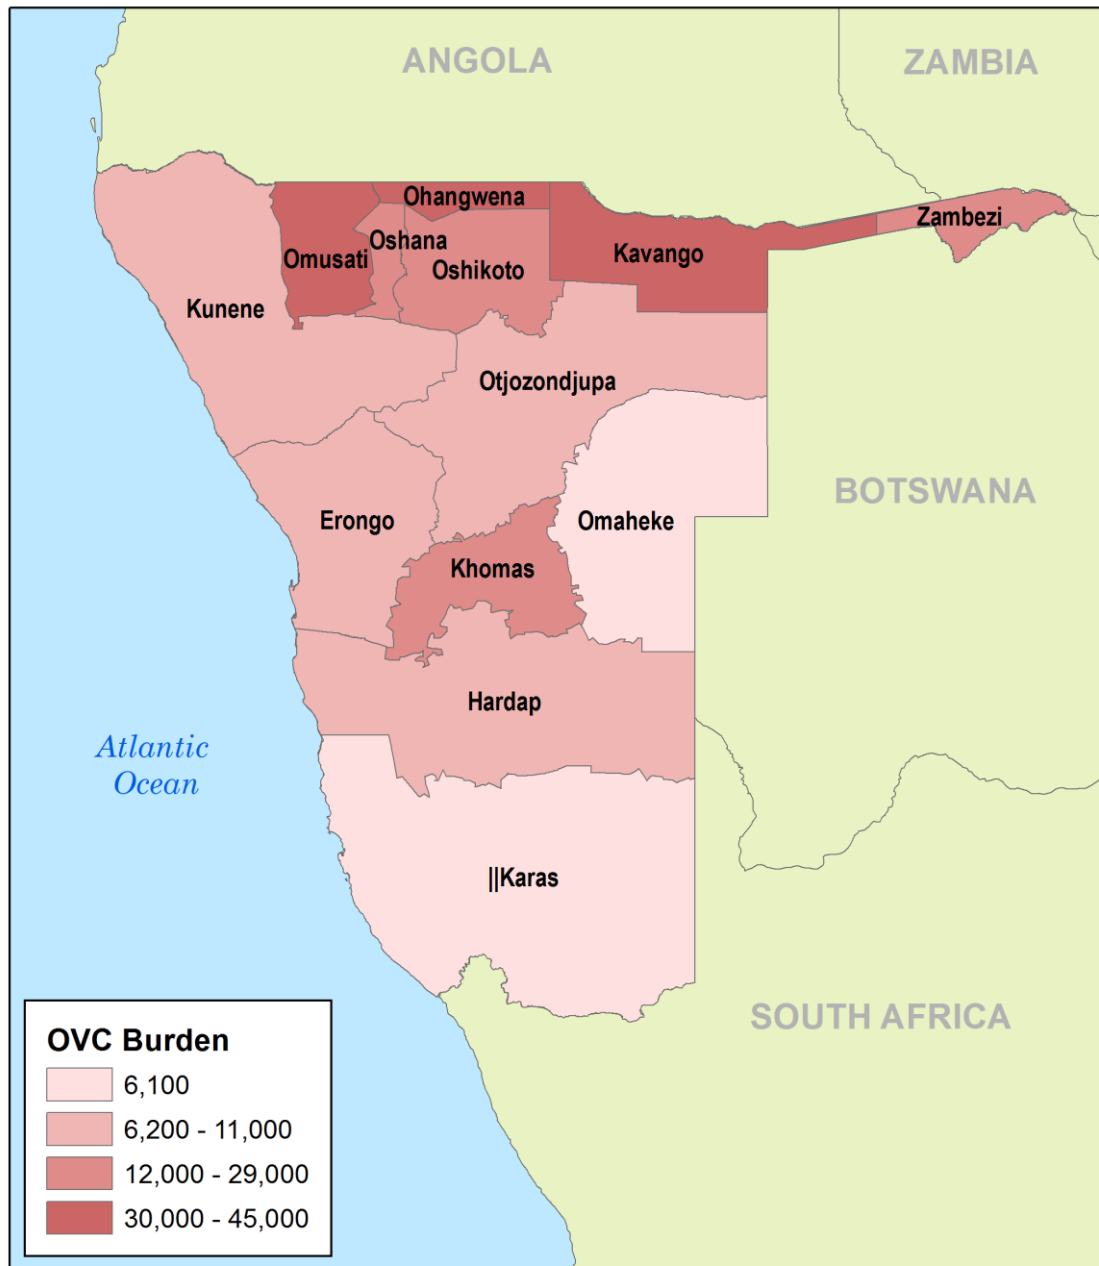 ANGOLA
ZAMBIA
Ohangwena
Zambezi
Oshana
Omusati
Kavango
Oshikoto
Kunene
Otjozondjupa
BOTSWANA
Erongo
Omaheke
Khomas
Hardap
Atlantic
Ocean
||Karas
SOUTH AFRICA
OVC Burden
6,100
6,200 - 11,000
12,000 - 29,000
30,000 - 45,000